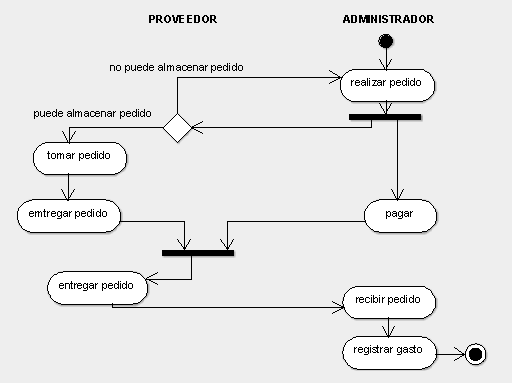 PROVEEDOR
ADMINISTRADOR
no puede almacenar pedido
realizar pedido
puede almacenar pedido
tomar pedido
emtregar pedido
pagar
entregar pedido
recibir pedido
registrar gasto